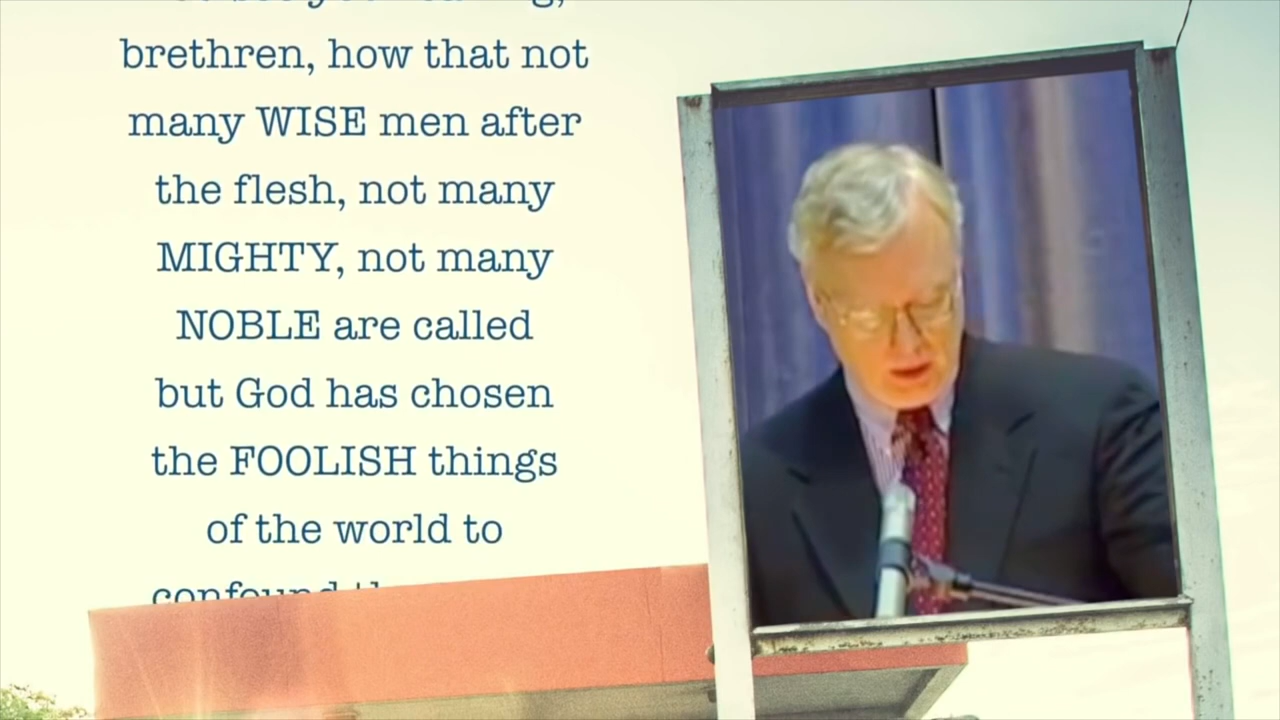 brethren, how that not
many WISE men after
the flesh, not many
MIGHTY, not many
NOBLE are called
but God has chosen
the FOOLISH things
of the world to
confound